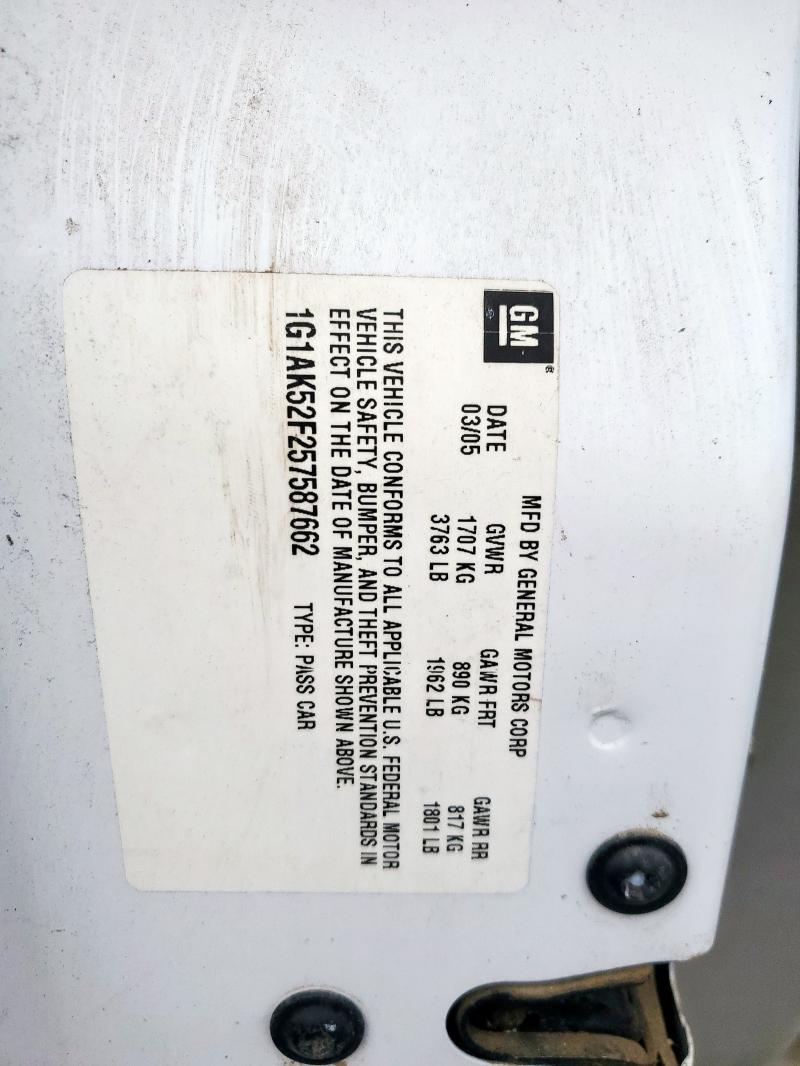 GM
MFD BY GENERAL MOTORS CORP
DATE GVWR GAWR FRT GAWR RR
03/05 1707 KG 890 KG 817 KG
3763 LB 1962 LB 1801 LB
THIS VEHICLE CONFORMS TO ALL APPLICABLE U.S. FEDERAL MOTOR
VEHICLE SAFETY, BUMPER, AND THEFT PREVENTION STANDARDS IN
EFFECT ON THE DATE OF MANUFACTURE SHOWN ABOVE.
1G1AK52F257587662 TYPE: PASS CAR